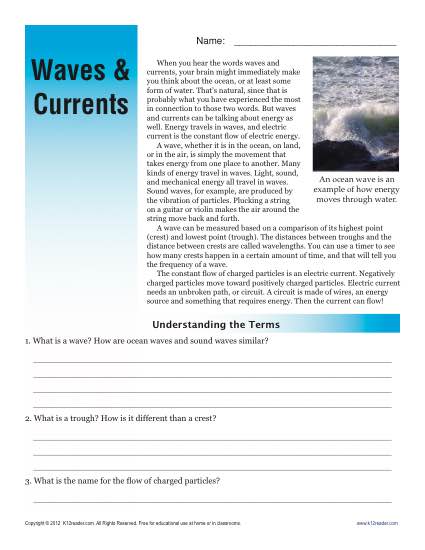 Waves &
Currents
Name:
When you hear the words waves and
currents, your brain might immediately make
you think about the ocean, or at least some
form of water. That's natural, since that is
probably what you have experienced the most
in connection to those two words. But waves
and currents can be talking about energy as
well. Energy travels in waves, and electric
current is the constant flow of electric energy.
A wave, whether it is in the ocean, on land,
or in the air, is simply the movement that
takes energy from one place to another. Many
kinds of energy travel in waves. Light, sound,
and mechanical energy all travel in waves.
Sound waves, for example, are produced by
the vibration of particles. Plucking a string
on a guitar or violin makes the air around the
string move back and forth.
A wave can be measured based on a comparison of its highest point
(crest) and lowest point (trough). The distances between troughs and the
distance between crests are called wavelengths. You can use a timer to see
how many crests happen in a certain amount of time, and that will tell you
the frequency of a wave.
The constant flow of charged particles is an electric current. Negatively
charged particles move toward positively charged particles. Electric current
needs an unbroken path, or circuit. A circuit is made of wires, an energy
source and something that requires energy. Then the current can flow!
An ocean wave is an
example of how energy
moves through water.
Understanding the Terms
1. What is a wave? How are ocean waves and sound waves similar?
2. What is a trough? How is it different than a crest?
3. What is the name for the flow of charged particles?
Copyright © 2012 K12reader.com. All Rights Reserved. Free for educational use at home or in classrooms.
www.k12reader.com